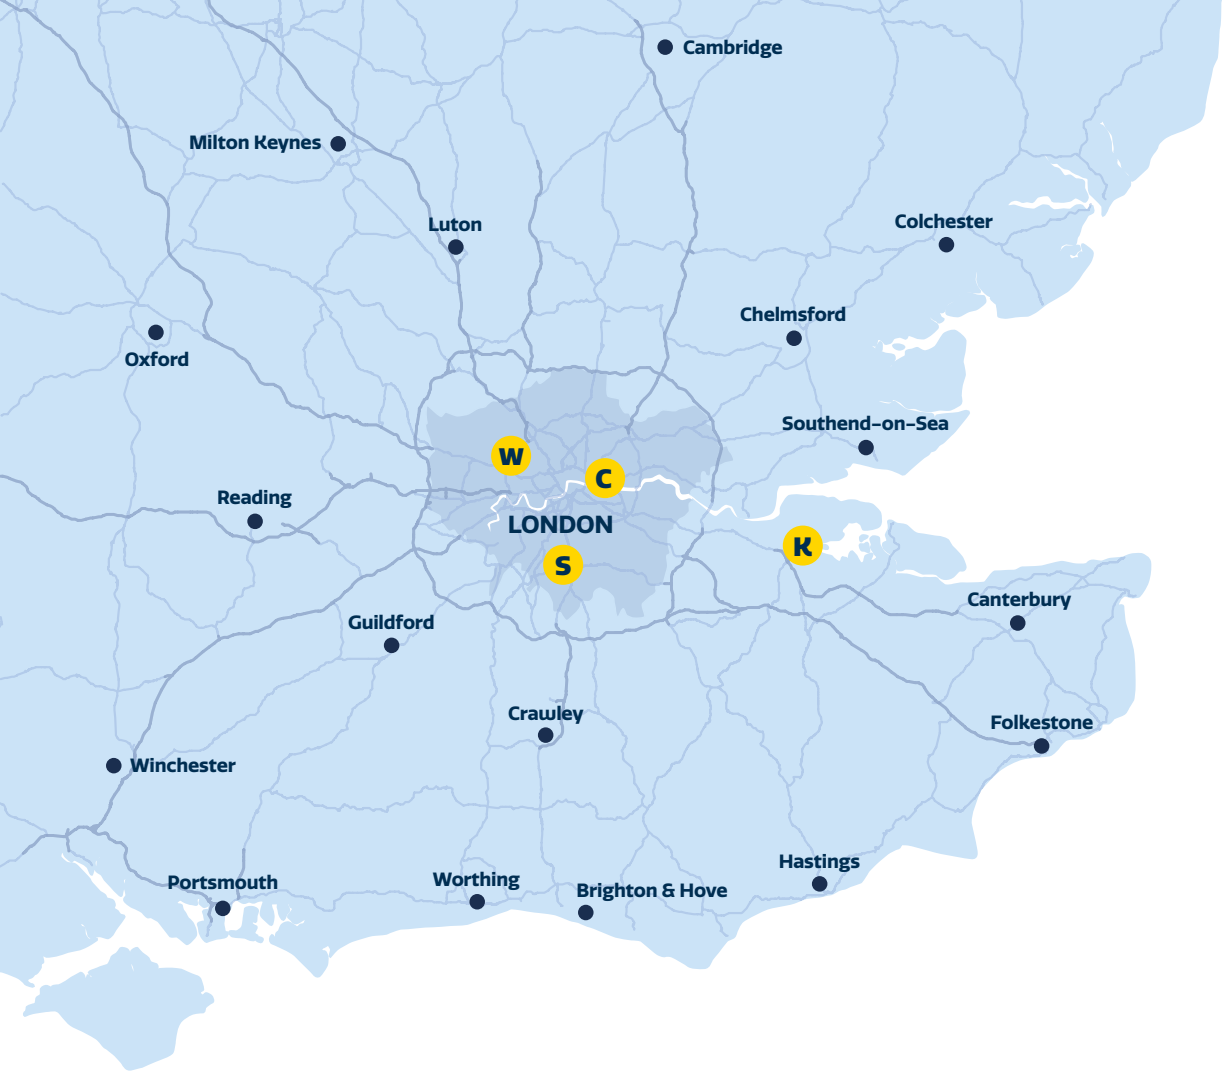 Cambridge
Milton Keynes
Luton
Colchester
Chelmsford
Oxford
Southend-on-Sea
W
C
Reading
LONDON
K
S
Canterbury
Guildford
Crawley
Folkestone
Winchester
Hastings
Portsmouth
Worthing
Brighton & Hove